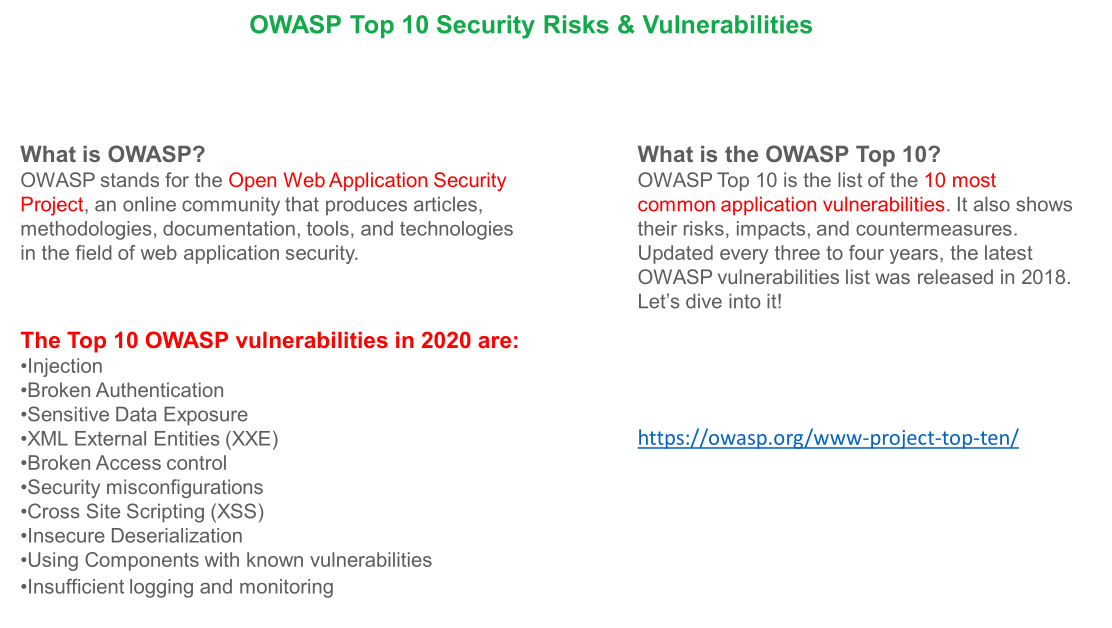 OWASP Top 10 Security Risks & Vulnerabilities
What is OWASP?
OWASP stands for the Open Web Application Security
Project, an online community that produces articles,
methodologies, documentation, tools, and technologies
in the field of web application security.
The Top 10 OWASP vulnerabilities in 2020 are:
•Injection
•Broken Authentication
•Sensitive Data Exposure
•XML External Entities (XXE)
•Broken Access control
•Security misconfigurations
•Cross Site Scripting (XSS)
•Insecure Deserialization
•Using Components with known vulnerabilities
•Insufficient logging and monitoring
What is the OWASP Top 10?
OWASP Top 10 is the list of the 10 most
common application vulnerabilities. It also shows
their risks, impacts, and countermeasures.
Updated every three to four years, the latest
OWASP vulnerabilities list was released in 2018.
Let’s dive into it!
https://owasp.org/www-project-top-ten/